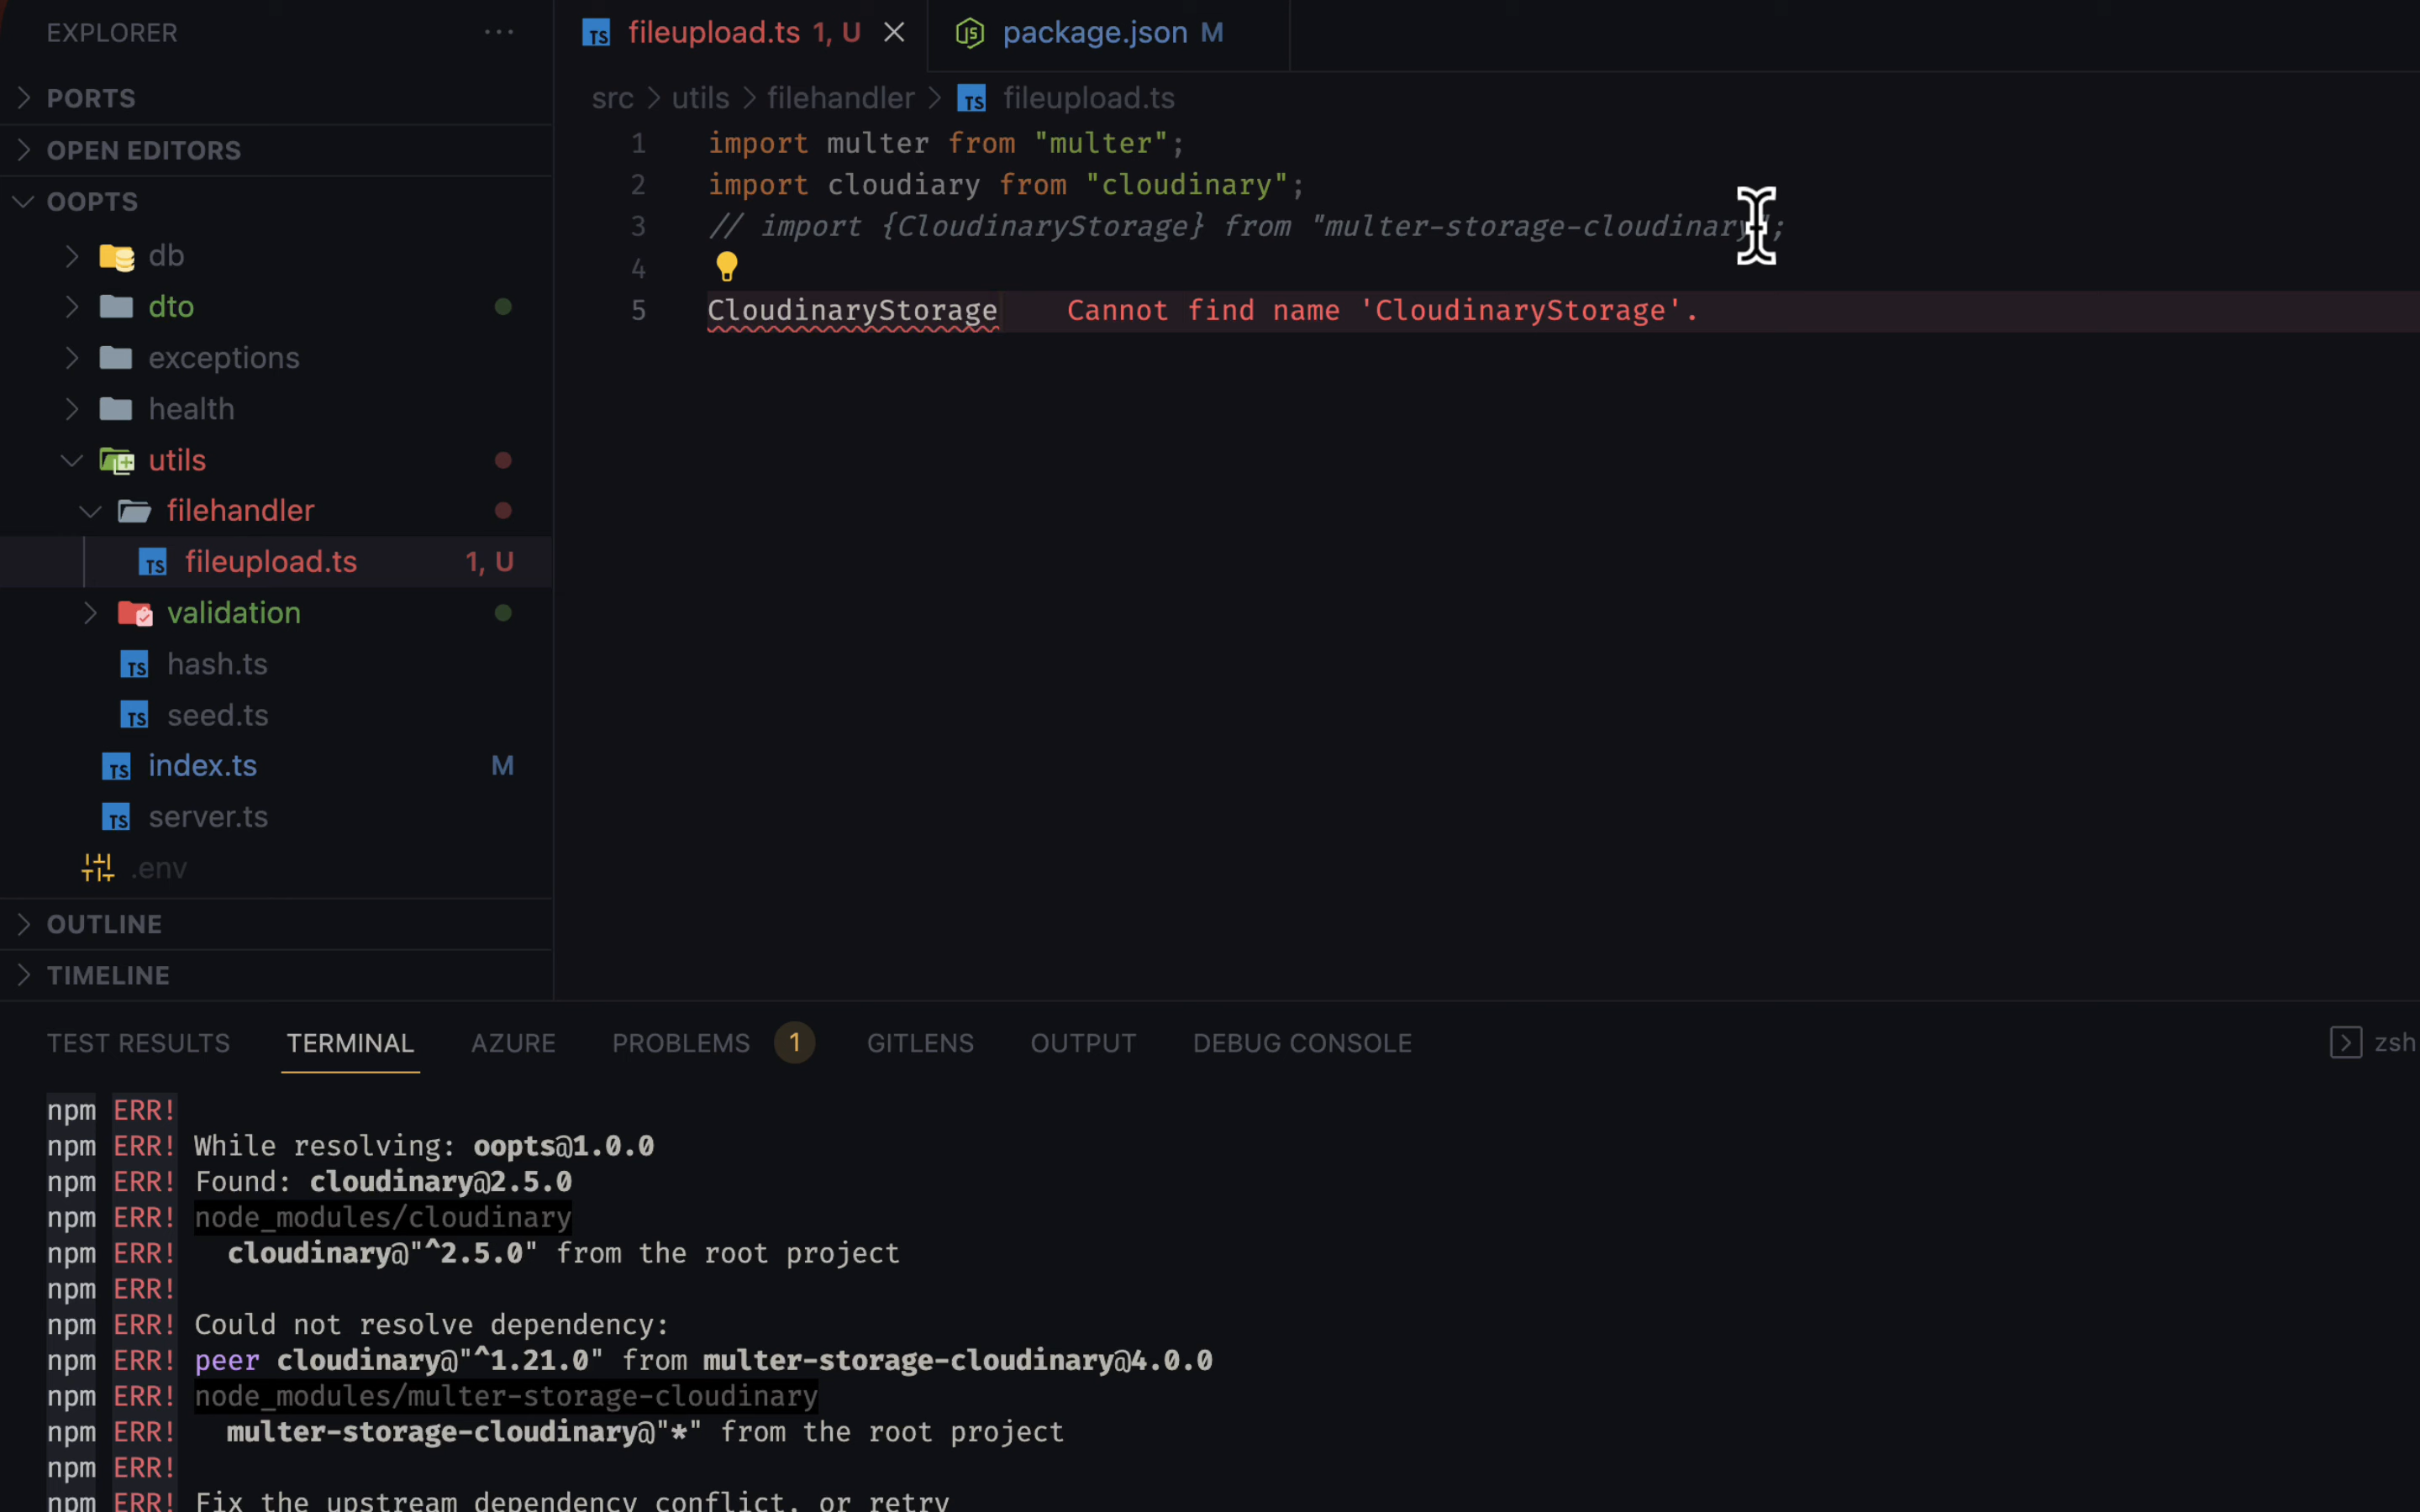 EXPLORER
PORTS
OPEN EDITORS
OOPTS
db
dto
exceptions
health
utils
filehandler
fileupload.ts 1, U
validation
hash.ts
seed.ts
index.ts M
server.ts
.env
OUTLINE
TIMELINE
fileupload.ts 1, U
package.json M
src > utils > filehandler > fileupload.ts
1 import multer from "multer";
2 import cloudiary from "cloudinary";
3 // import {CloudinaryStorage} from "multer-storage-cloudinary";
4
5 CloudinaryStorage Cannot find name 'CloudinaryStorage'.
TEST RESULTS TERMINAL AZURE PROBLEMS 1 GITLENS OUTPUT DEBUG CONSOLE zsh
npm ERR!
npm ERR! While resolving: oopts@1.0.0
npm ERR! Found: cloudinary@2.5.0
npm ERR! node_modules/cloudinary
npm ERR! cloudinary@"^2.5.0" from the root project
npm ERR!
npm ERR! Could not resolve dependency:
npm ERR! peer cloudinary@"^1.21.0" from multer-storage-cloudinary@4.0.0
npm ERR! node_modules/multer-storage-cloudinary
npm ERR! multer-storage-cloudinary@"*" from the root project
npm ERR!
npm ERR! Fix the upstream dependency conflict, or retry